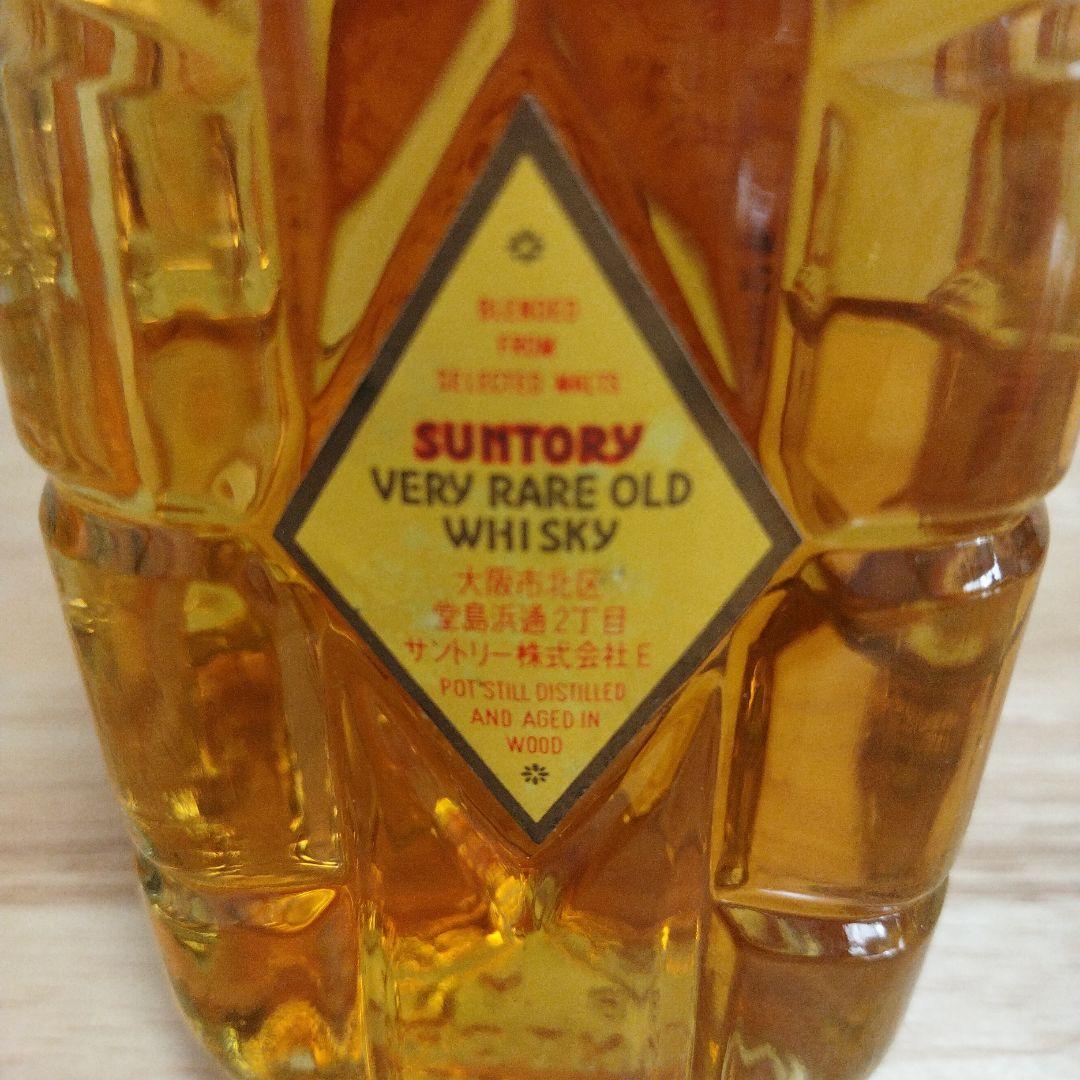 BLENDED
FROM
SELECTED MALTS
SUNTORY
VERY RARE OLD
WHISKY
大阪市北区
堂島浜通2丁目
サントリー株式会社 E
POT STILL DISTILLED
AND AGED IN
WOOD